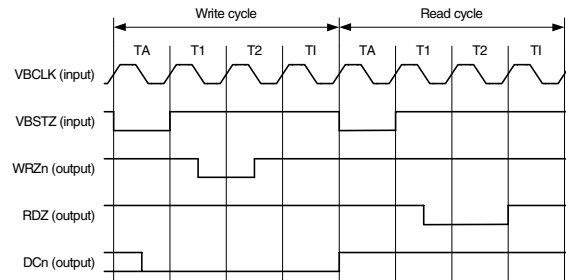 Write cycle Read cycle
TA T1 T2 TI TA T1 T2 TI
VBCLK (input)
VBSTZ (input)
WRZn (output)
RDZ (output)
DCn (output)